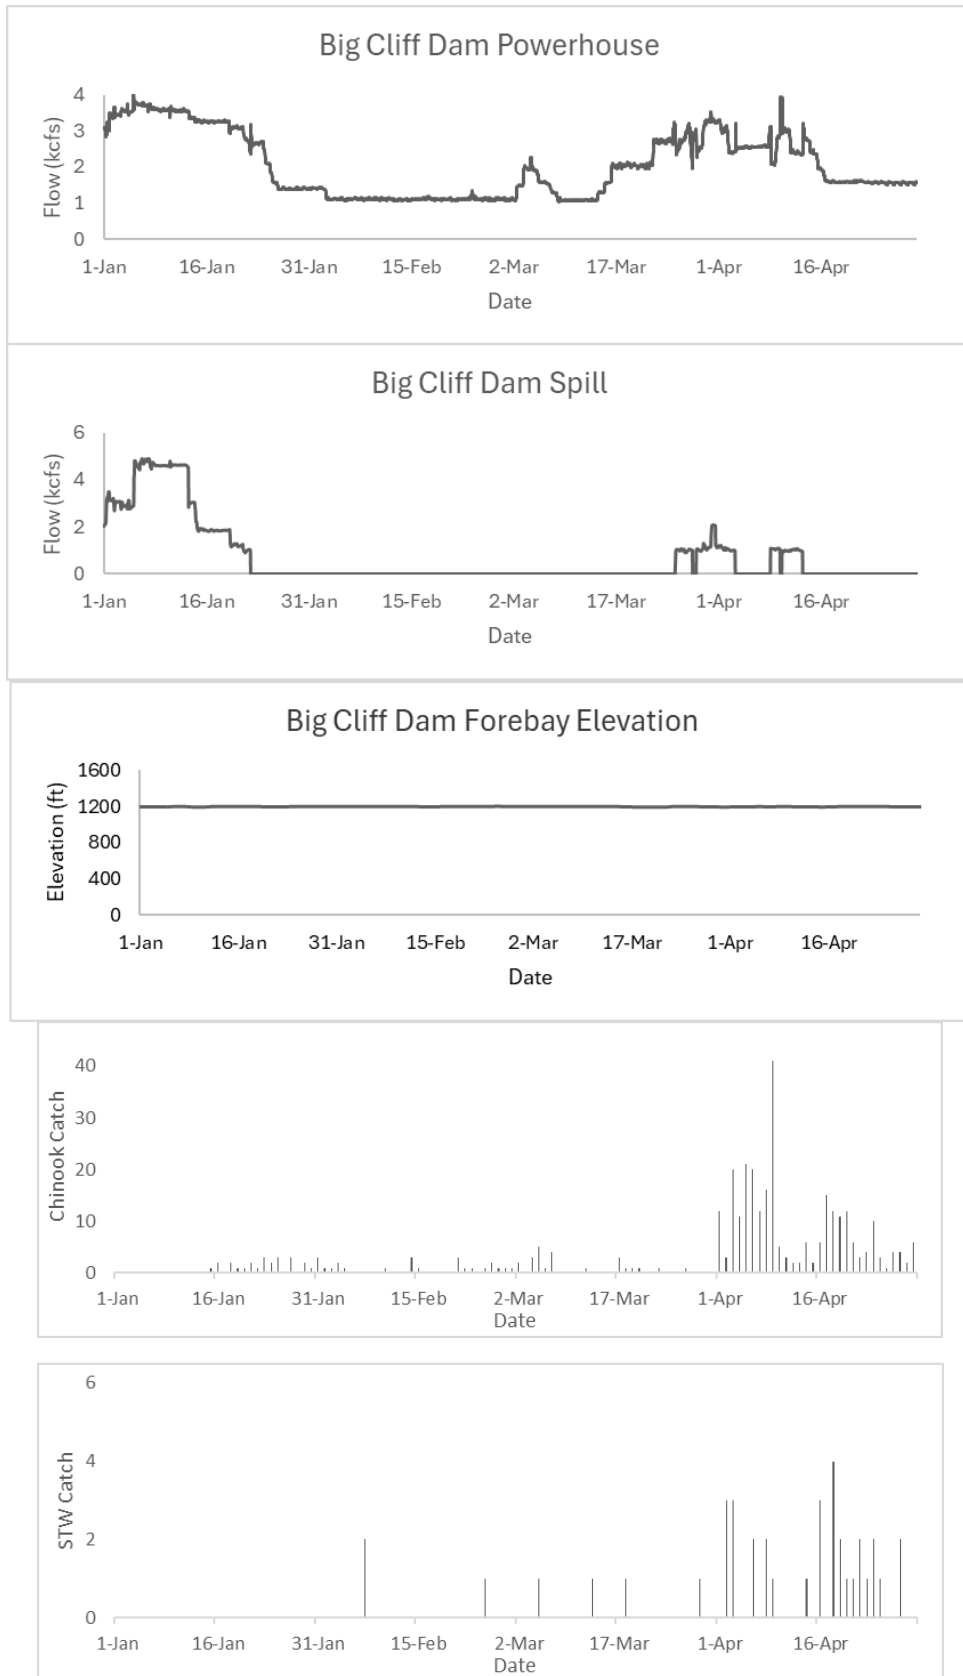 Big Cliff Dam Powerhouse
4
3
2
1
0
Flow (kcfs)
1-Jan 16-Jan 31-Jan 15-Feb 2-Mar 17-Mar 1-Apr 16-Apr
Date
Big Cliff Dam Spill
6
4
2
0
Flow (kcfs)
1-Jan 16-Jan 31-Jan 15-Feb 2-Mar 17-Mar 1-Apr 16-Apr
Date
Big Cliff Dam Forebay Elevation
1600
1200
800
400
0
Elevation (ft)
1-Jan 16-Jan 31-Jan 15-Feb 2-Mar 17-Mar 1-Apr 16-Apr
Date
40
30
20
10
0
Chinook Catch
1-Jan 16-Jan 31-Jan 15-Feb 2-Mar 17-Mar 1-Apr 16-Apr
Date
6
4
2
0
STW Catch
1-Jan 16-Jan 31-Jan 15-Feb 2-Mar 17-Mar 1-Apr 16-Apr
Date